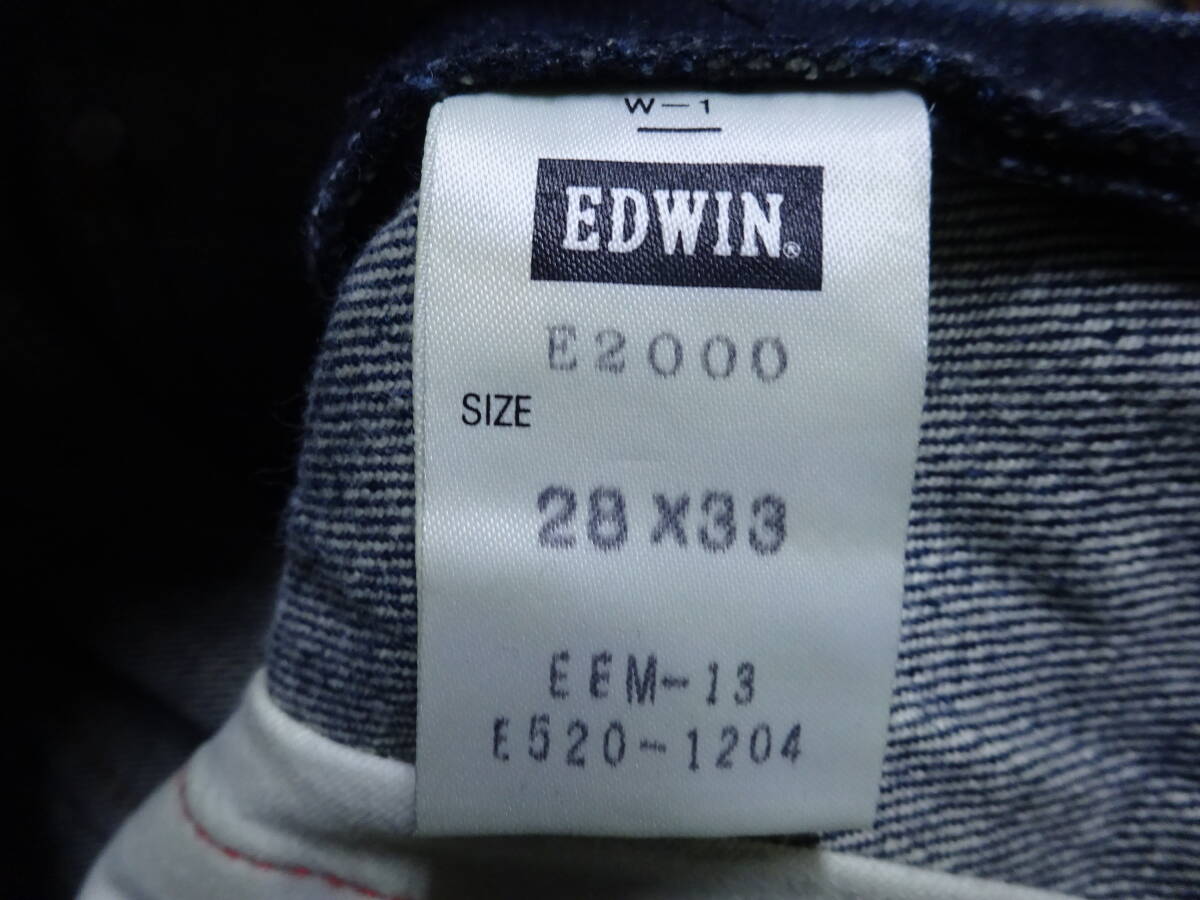 W－1
EDWIN®
E2000
SIZE
28X33
EEM-13
E520-1204